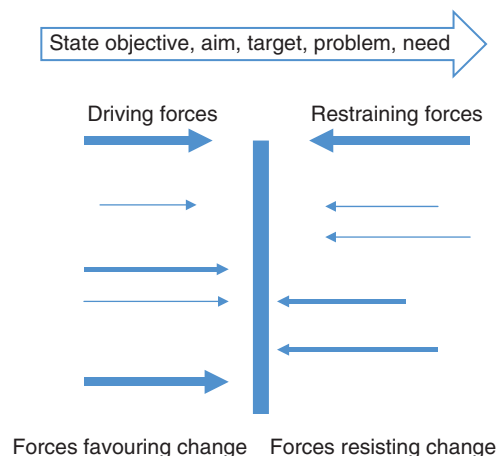 State objective, aim, target, problem, need
Driving forces
Restraining forces
Forces favouring change
Forces resisting change